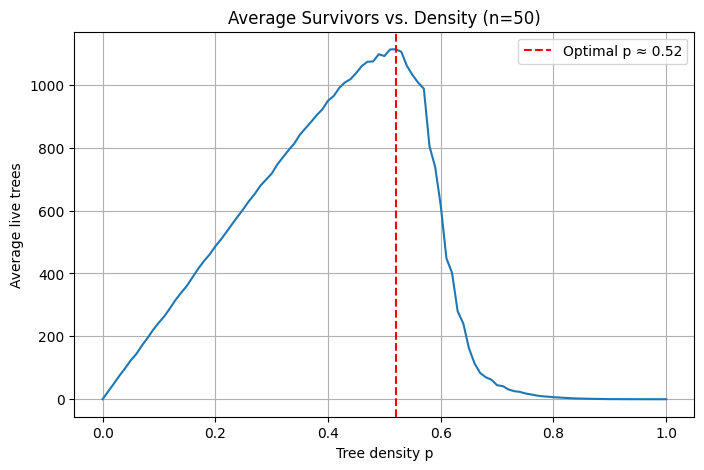 Average Survivors vs. Density (n=50)
Optimal p ≈ 0.52
Average live trees
1000
800
600
400
200
0
0.0 0.2 0.4 0.6 0.8 1.0
Tree density p